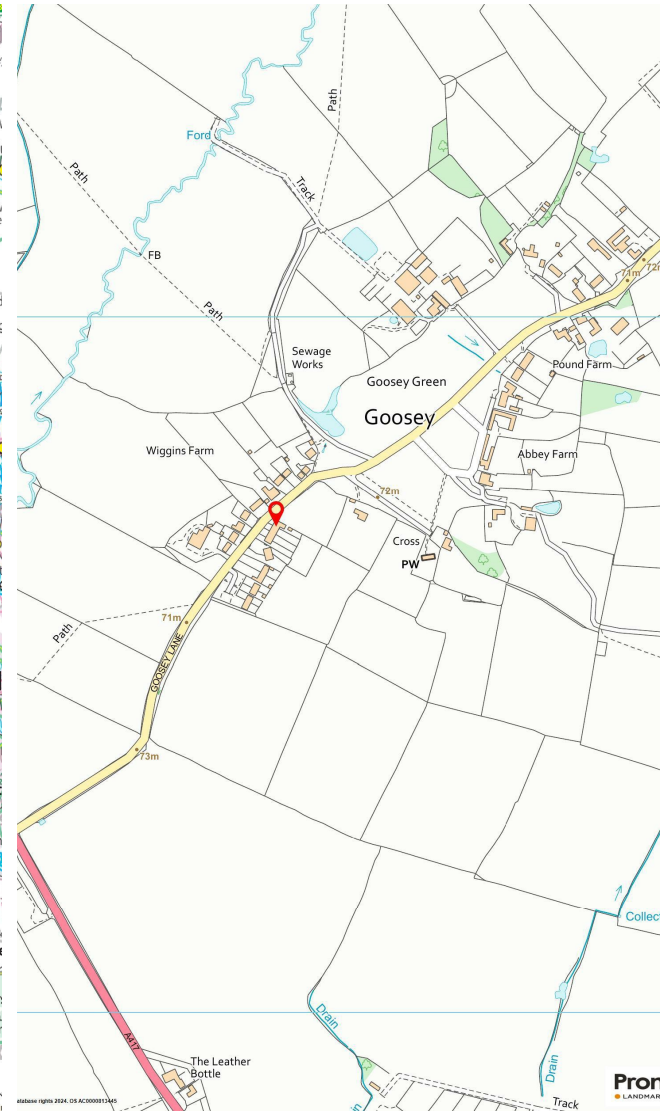 Path
Ford
Path
Track
FB
Path
71m
72m
Sewage
Works
Goosey Green
Pound Farm
Goosey
Wiggins Farm
Abbey Farm
72m
Cross
PW
71m
Path
GOOSEY LANE
73m
Collec
Drain
Drain
A417
The Leather
Bottle
Track
atabase rights 2024. OS AC0000813445
Pron
LANDMAR